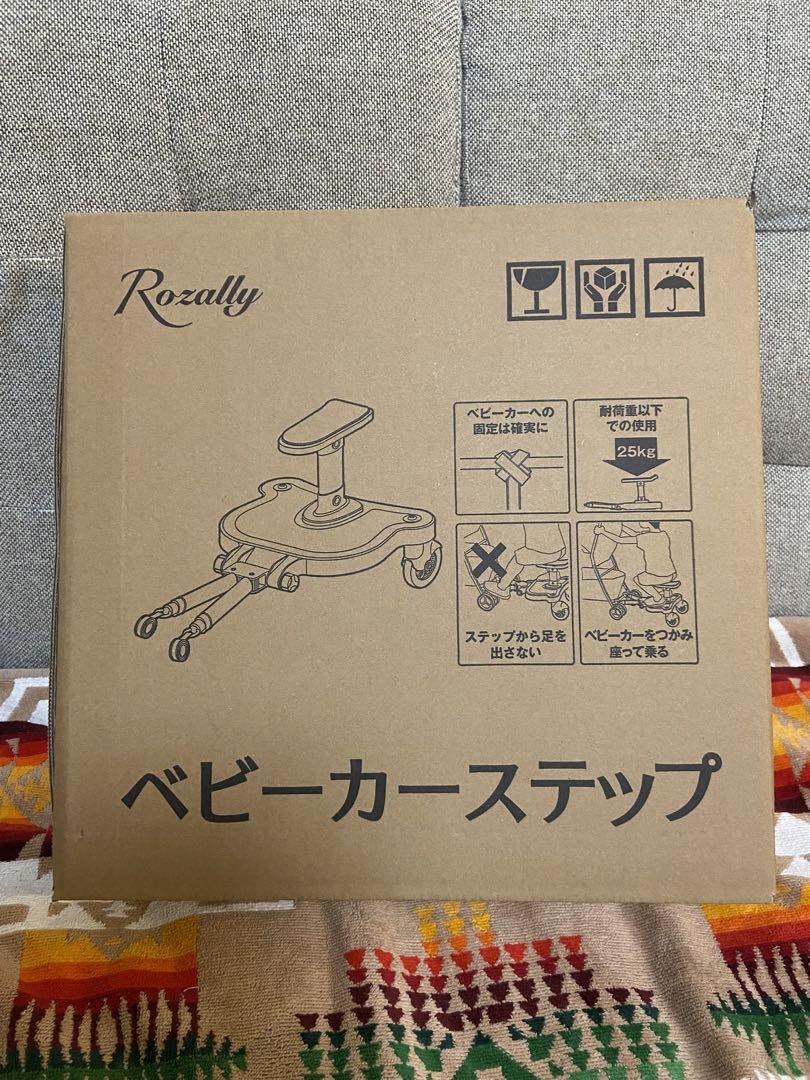 Rozally
ベビーカーへの
固定は確実に
耐荷重以下
での使用
25kg
ステップから足を
出さない
ベビーカーをつかみ
座って乗る
ベビーカーステップ